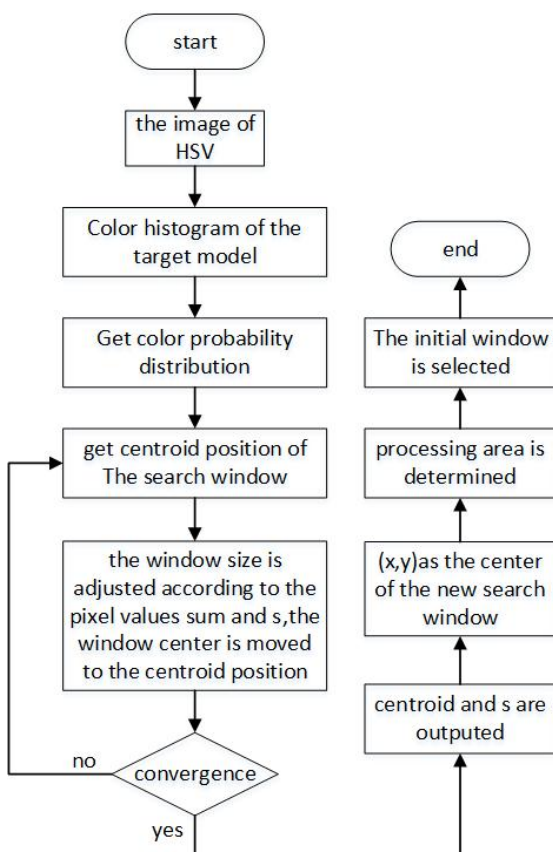 start
the image of
HSV
Color histogram of the
target model
Get color probability
distribution
get centroid position of
The search window
the window size is
adjusted according to the
pixel values sum and s,the
window center is moved
to the centroid position
no
convergence
yes
end
The initial window
is selected
processing area is
determined
(x,y)as the center
of the new search
window
centroid and s are
outputed